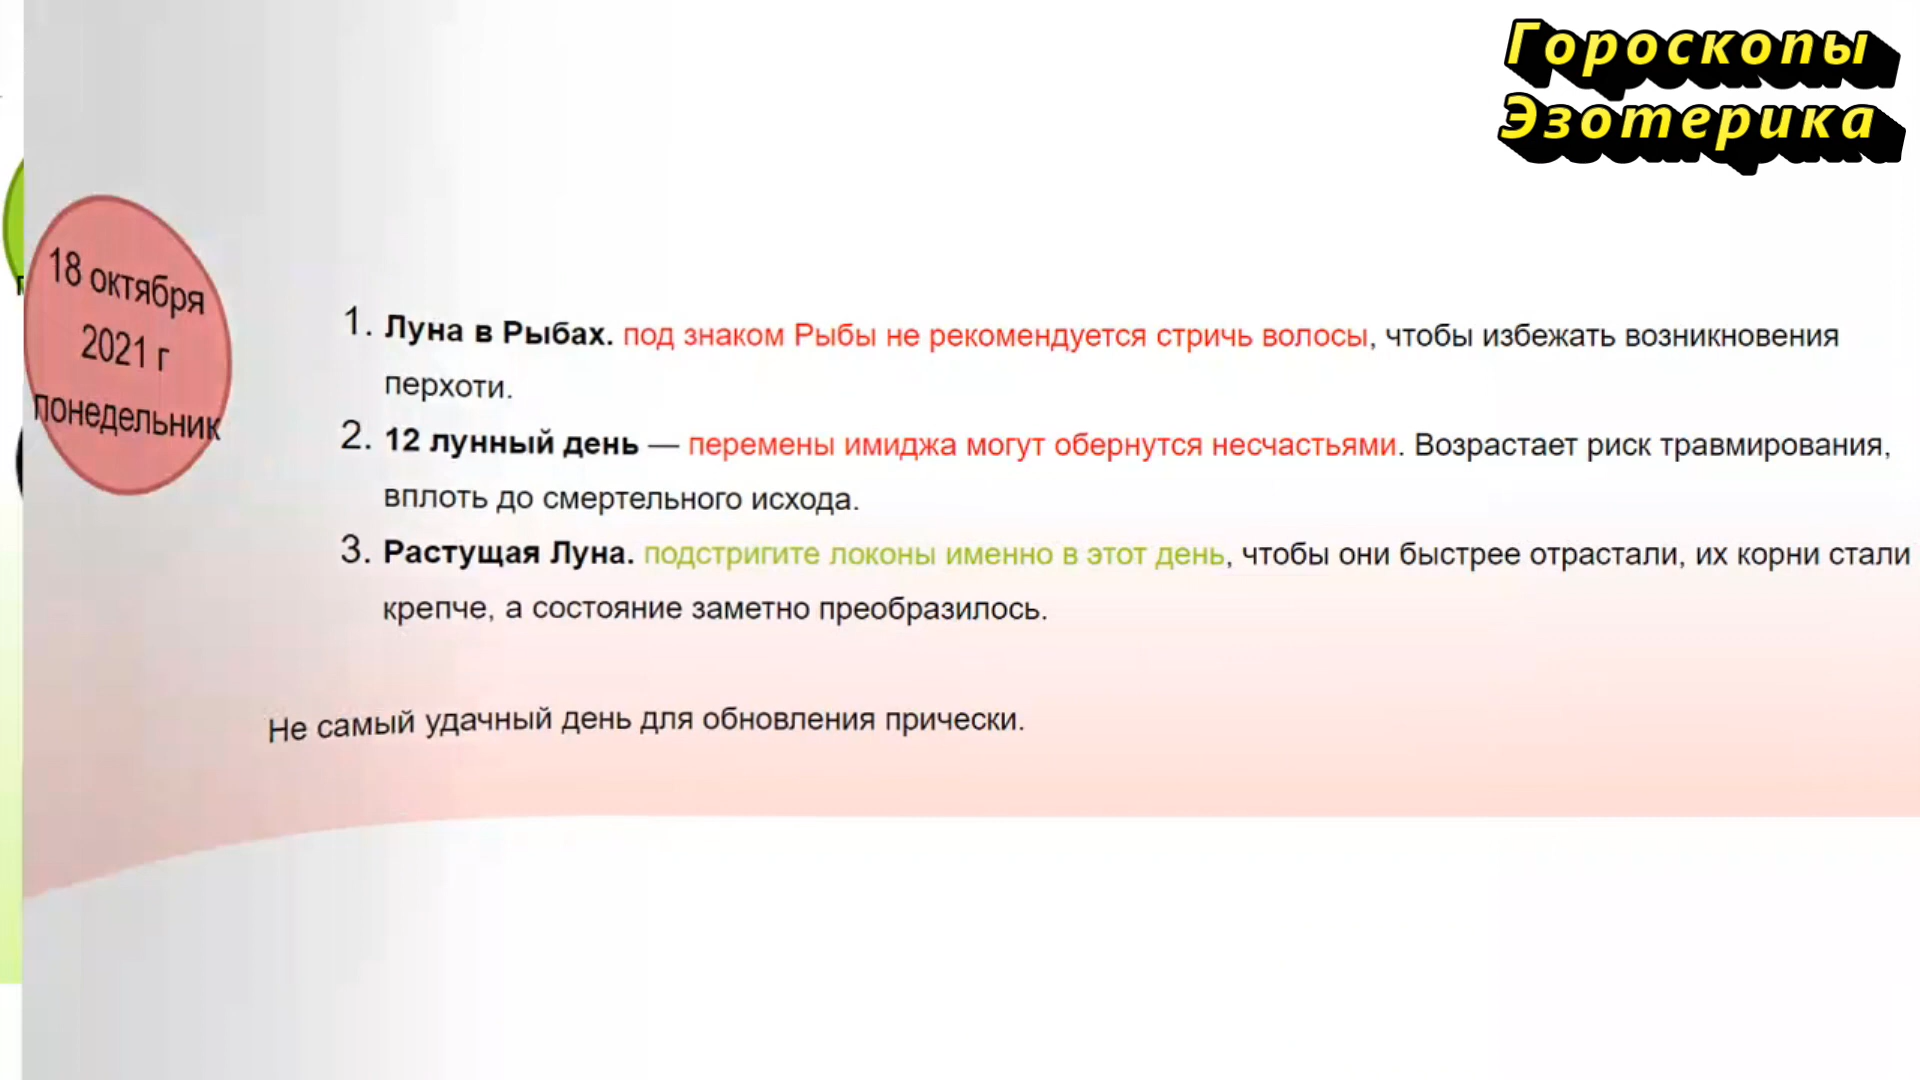 Гороскопы
Эзотерика
18 октября
2021 г
понедельник
1. Луна в Рыбах. под знаком Рыбы не рекомендуется стричь волосы, чтобы избежать возникновения
перхоти.
2. 12 лунный день — перемены имиджа могут обернутся несчастьями. Возрастает риск травмирования,
вплоть до смертельного исхода.
3. Растущая Луна. подстригите локоны именно в этот день, чтобы они быстрее отрастали, их корни стали
крепче, а состояние заметно преобразилось.
Не самый удачный день для обновления прически.